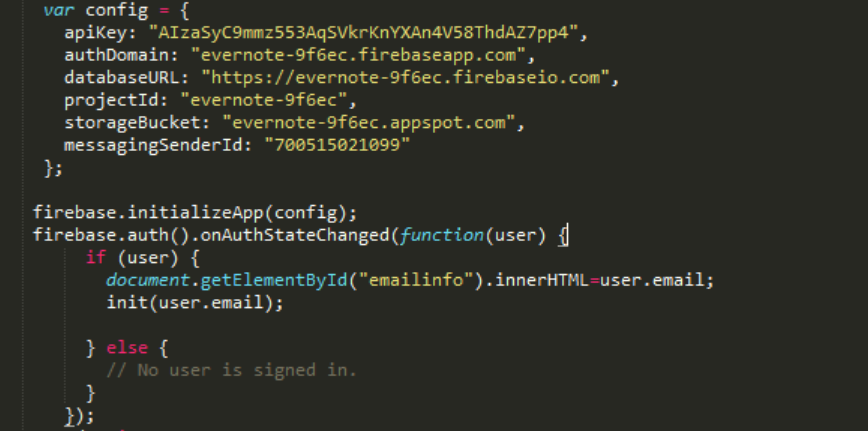 var config = {
apiKey: "AIzaSyC9mmz553AqSVkrKnYXAn4V58ThdAZ7pp4",
authDomain: "evernote-9f6ec.firebaseapp.com",
databaseURL: "https://evernote-9f6ec.firebaseio.com",
projectId: "evernote-9f6ec",
storageBucket: "evernote-9f6ec.appspot.com",
messagingSenderId: "700515021099"
};
firebase.initializeApp(config);
firebase.auth().onAuthStateChanged(function(user) {
if (user) {
document.getElementById("emailinfo").innerHTML=user.email;
init(user.email);
} else {
// No user is signed in.
}
});